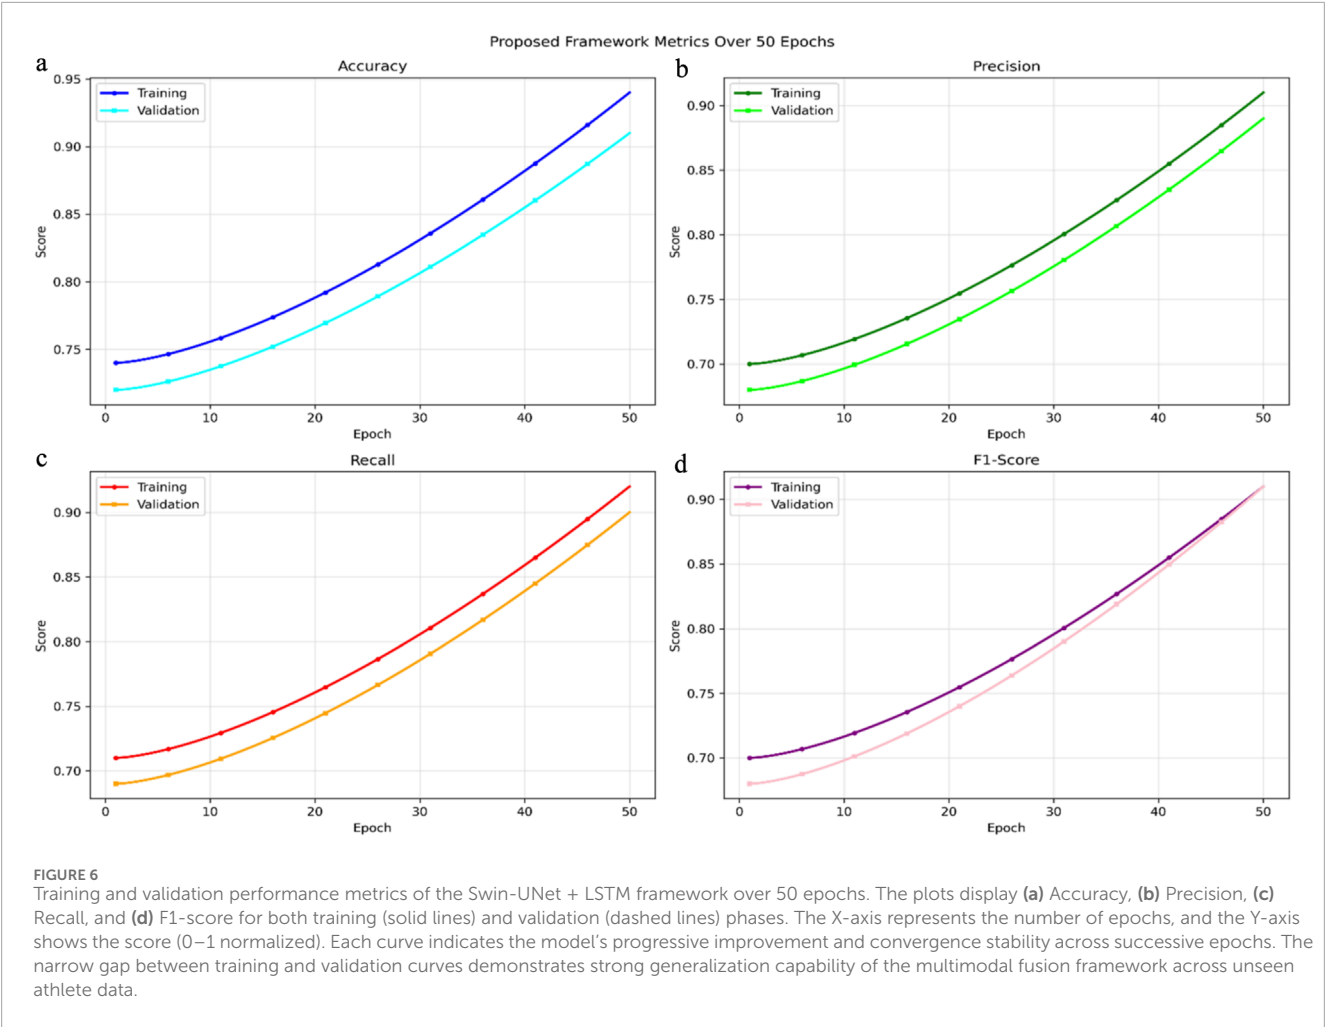 Proposed Framework Metrics Over 50 Epochs
a
Accuracy
Training
Validation
0.95
0.90
0.85
0.80
0.75
Score
0 10 20 30 40 50
Epoch
b
Precision
Training
Validation
0.90
0.85
0.80
0.75
0.70
Score
0 10 20 30 40 50
Epoch
c
Recall
Training
Validation
0.90
0.85
0.80
0.75
0.70
Score
0 10 20 30 40 50
Epoch
d
F1-Score
Training
Validation
0.90
0.85
0.80
0.75
0.70
Score
0 10 20 30 40 50
Epoch
FIGURE 6
Training and validation performance metrics of the Swin-UNet + LSTM framework over 50 epochs. The plots display (a) Accuracy, (b) Precision, (c)
Recall, and (d) F1-score for both training (solid lines) and validation (dashed lines) phases. The X-axis represents the number of epochs, and the Y-axis
shows the score (0–1 normalized). Each curve indicates the model's progressive improvement and convergence stability across successive epochs. The
narrow gap between training and validation curves demonstrates strong generalization capability of the multimodal fusion framework across unseen
athlete data.